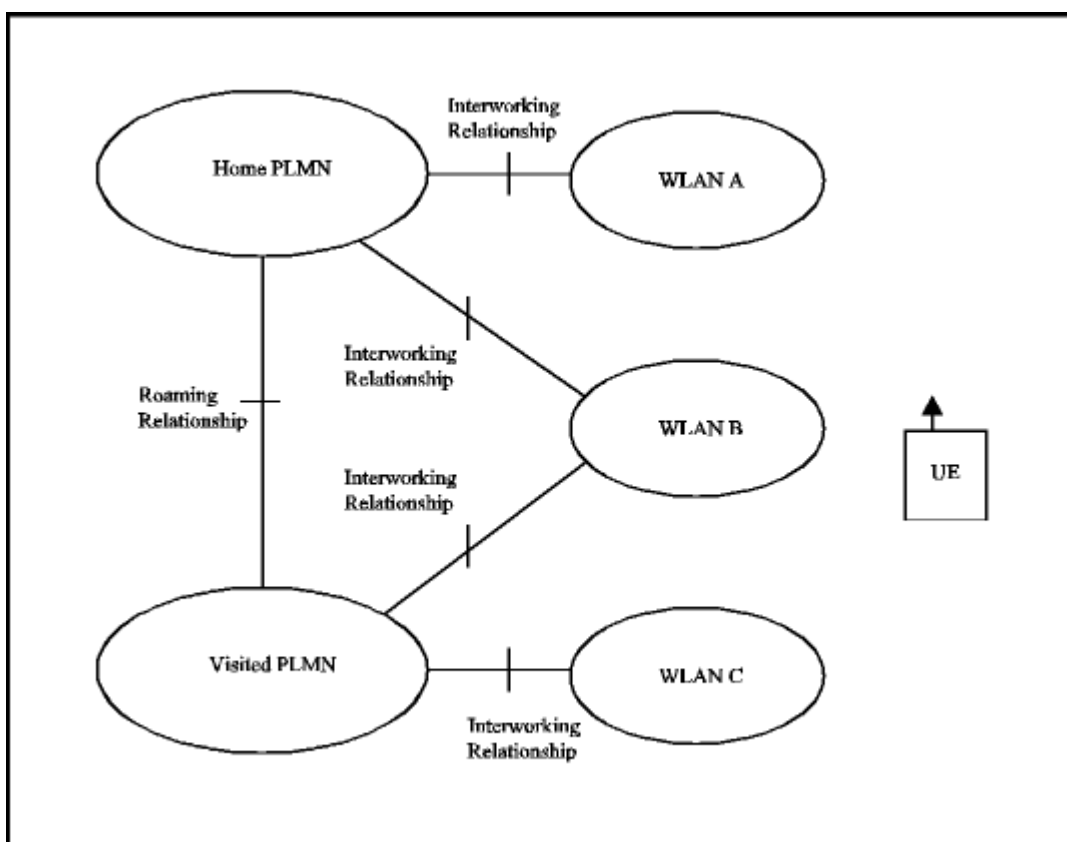 Interworking
Relationship
Home PLMN
WLAN A
Interworking
Relationship
Roaming
Relationship
WLAN B
UE
Interworking
Relationship
Visited PLMN
WLAN C
Interworking
Relationship